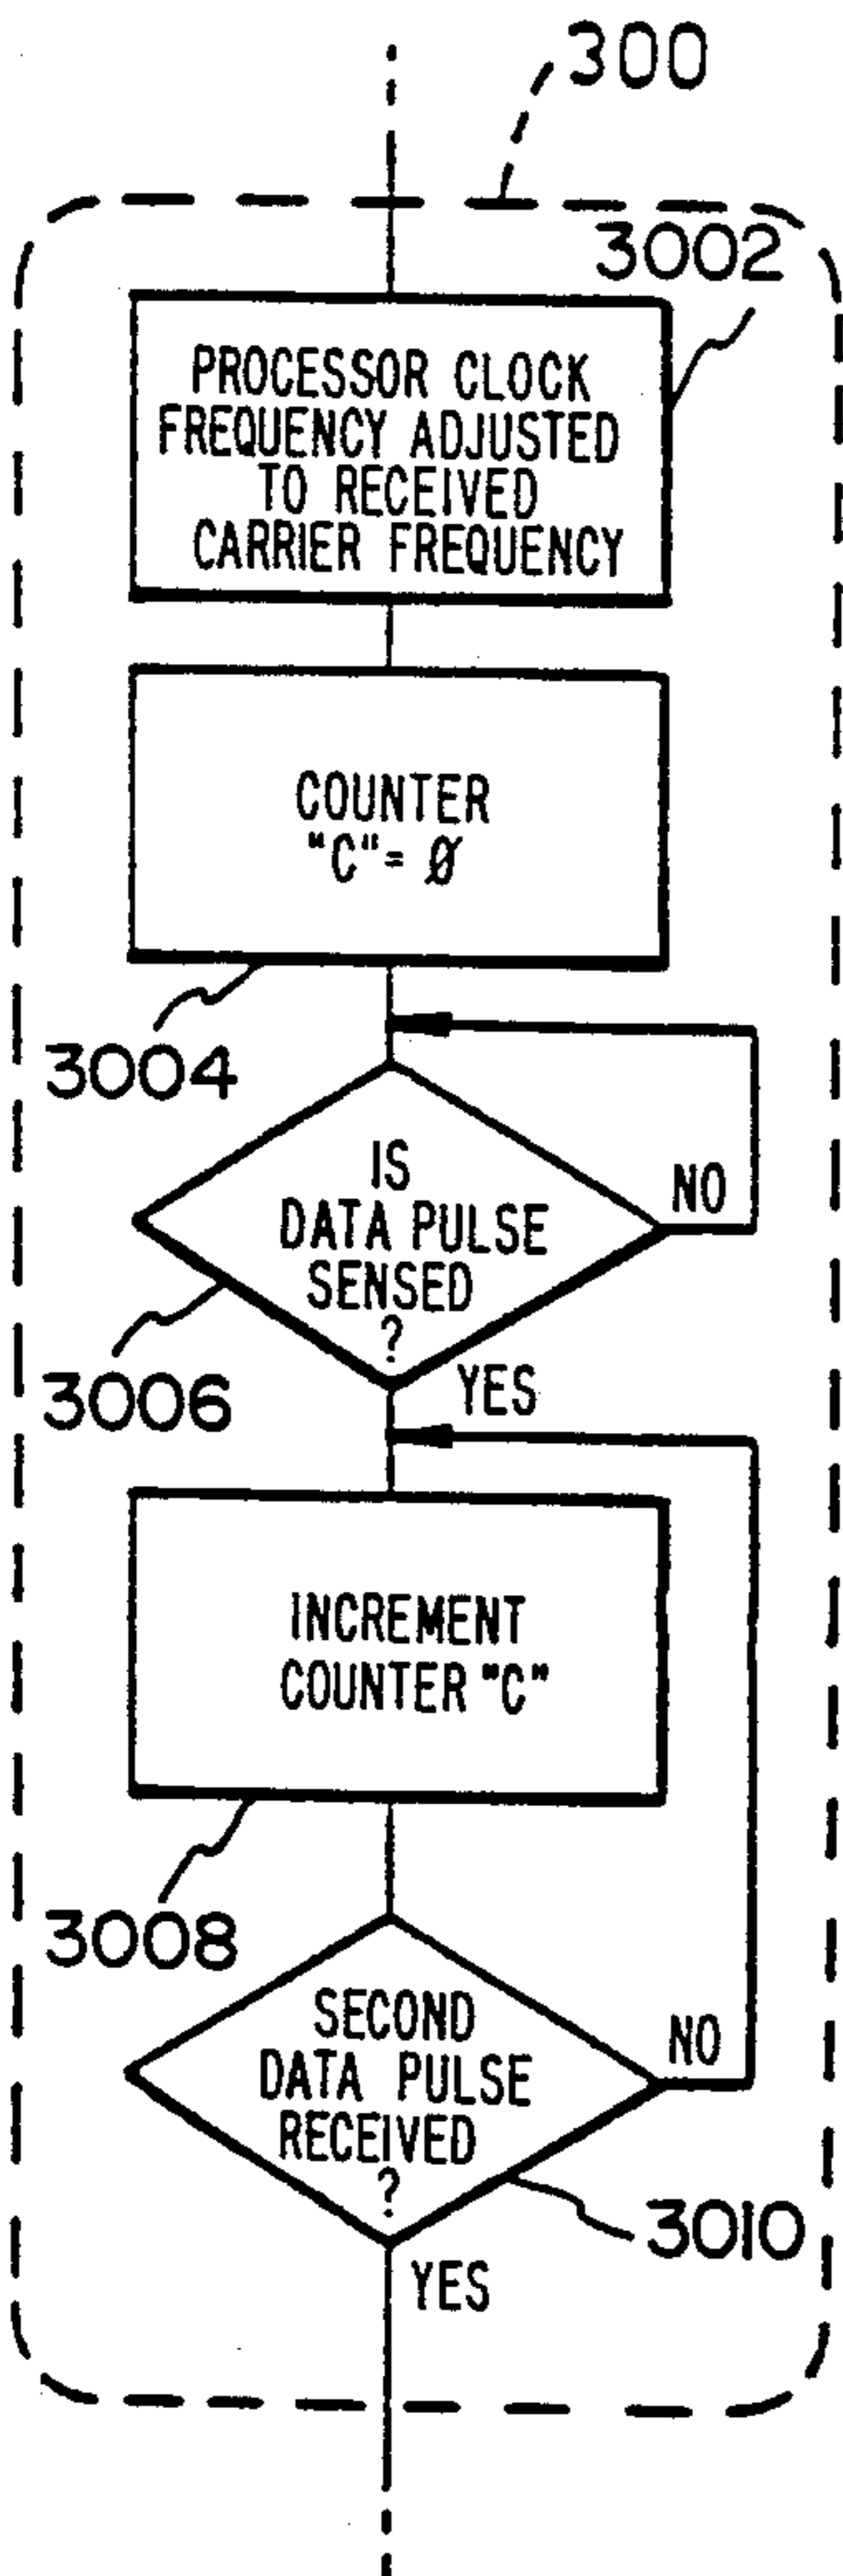 300
3002
PROCESSOR CLOCK
FREQUENCY ADJUSTED
TO RECEIVED
CARRIER FREQUENCY
COUNTER
"C" = Ø
3004
IS
DATA PULSE
SENSED
?
NO
3006
YES
INCREMENT
COUNTER "C"
3008
SECOND
DATA PULSE
RECEIVED
?
NO
3010
YES